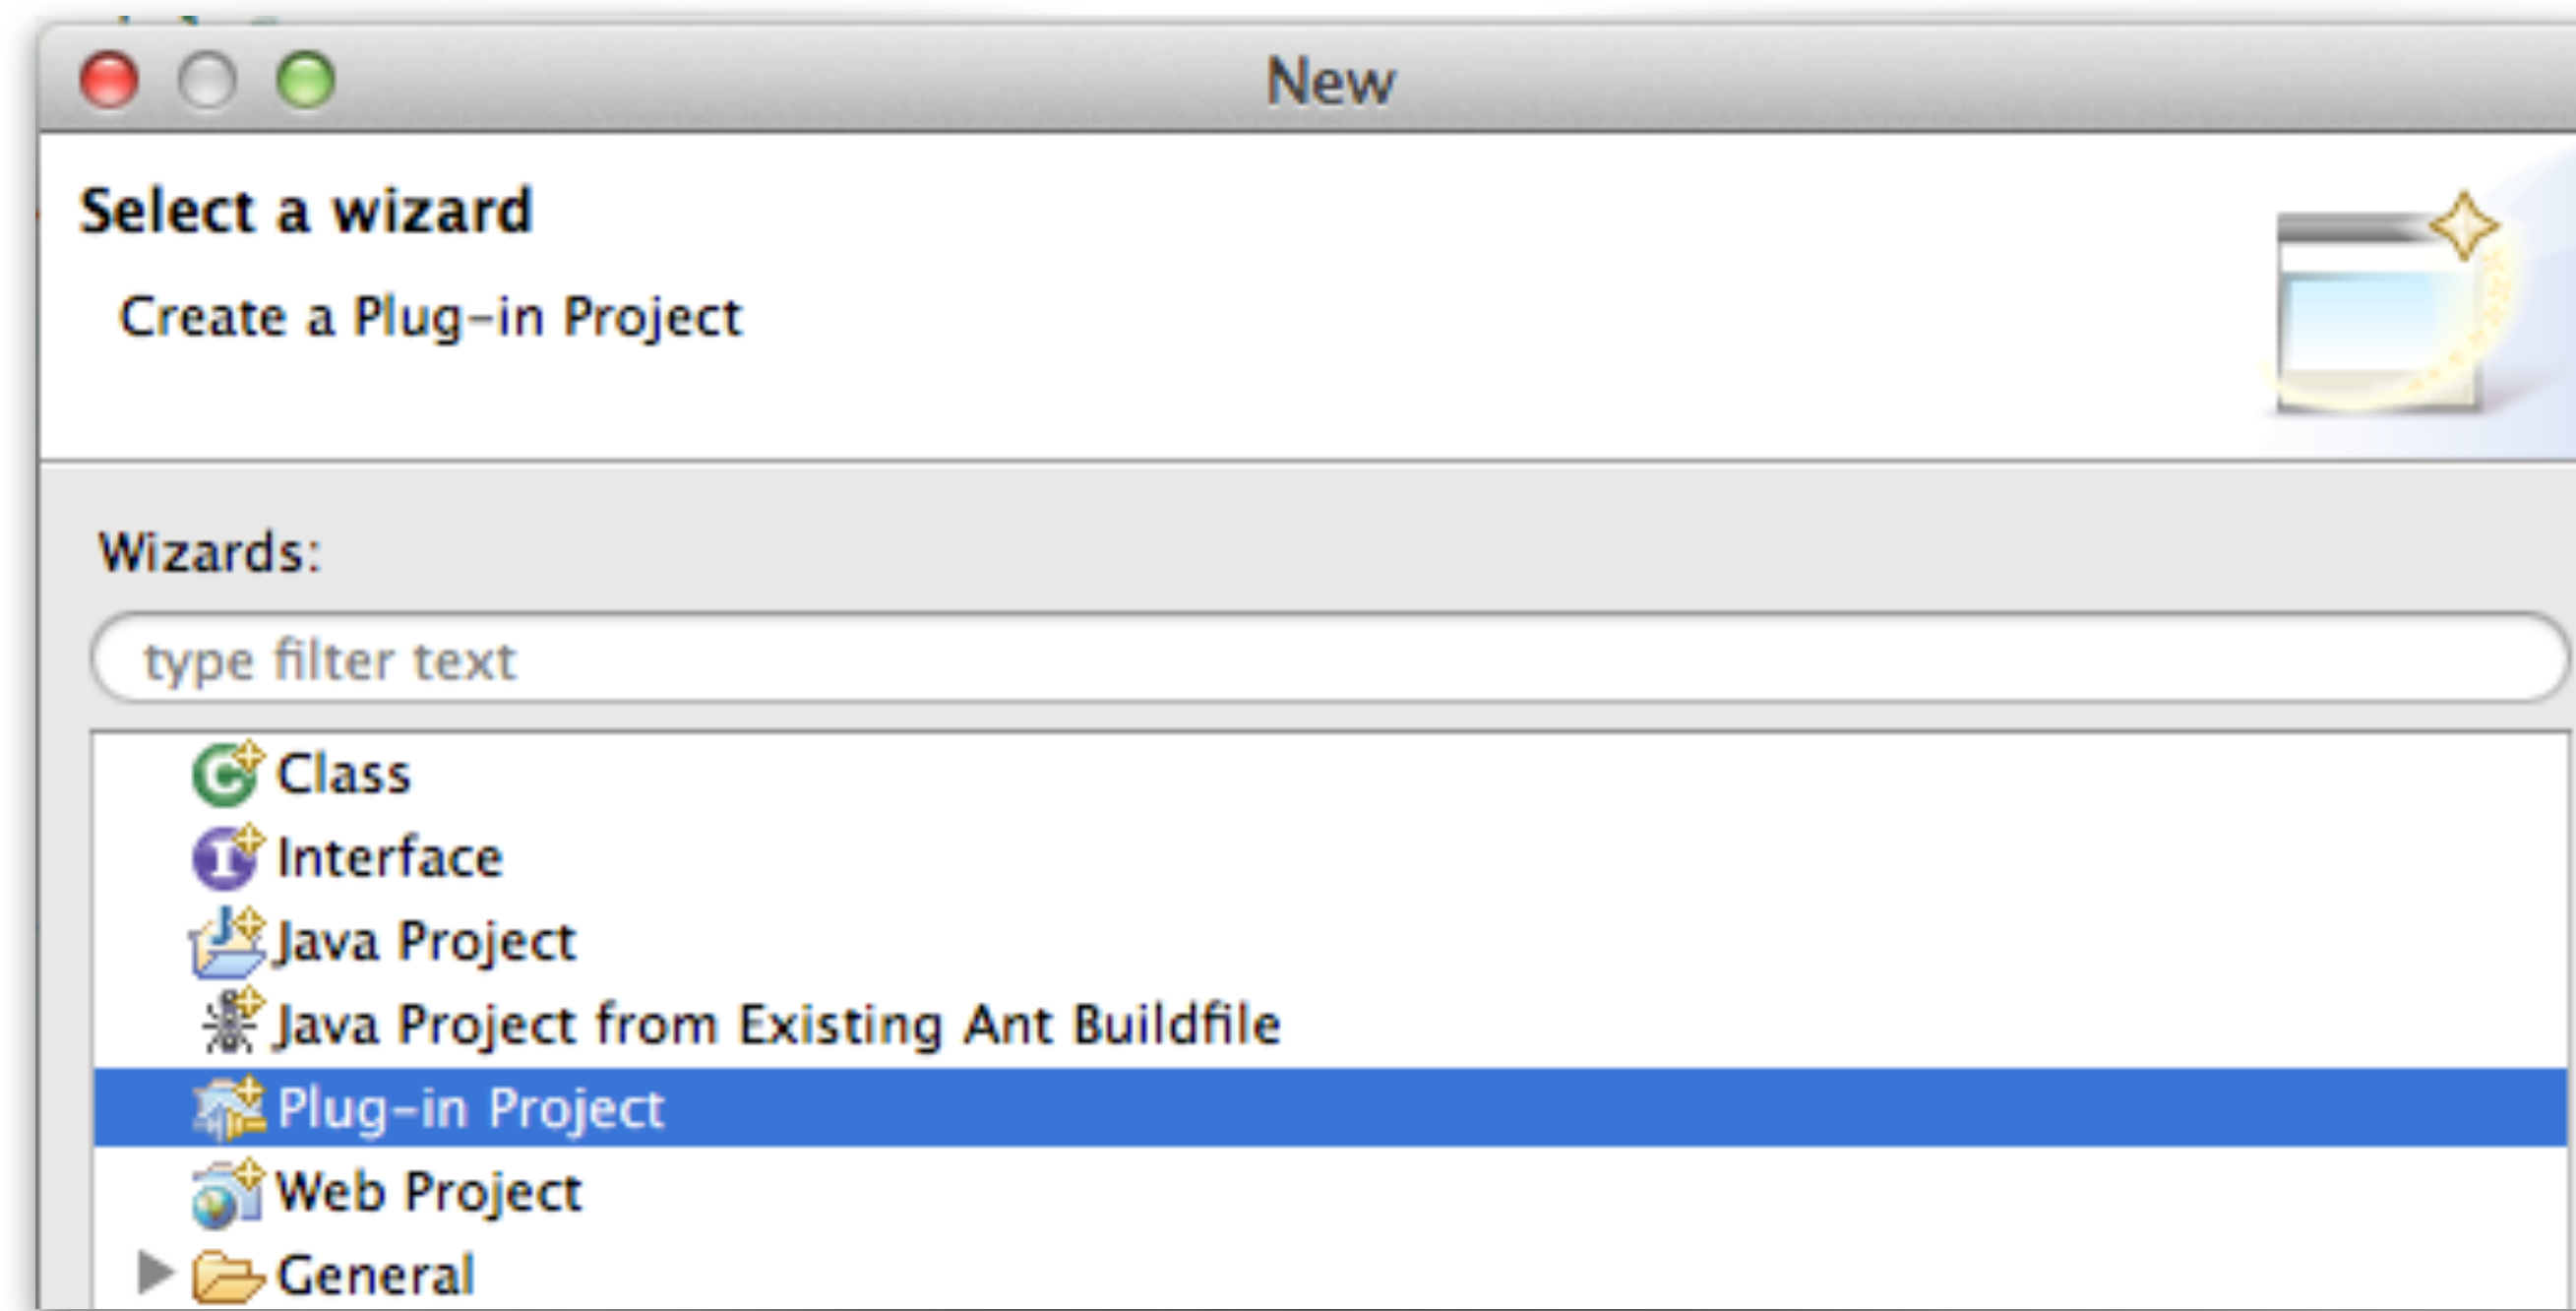 New
Select a wizard
Create a Plug-in Project
Wizards:
type filter text
Class
Interface
Java Project
Java Project from Existing Ant Buildfile
Plug-in Project
Web Project
General